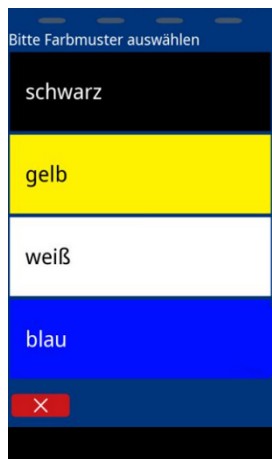 Bitte Farbmuster auswählen
schwarz
gelb
weiß
blau